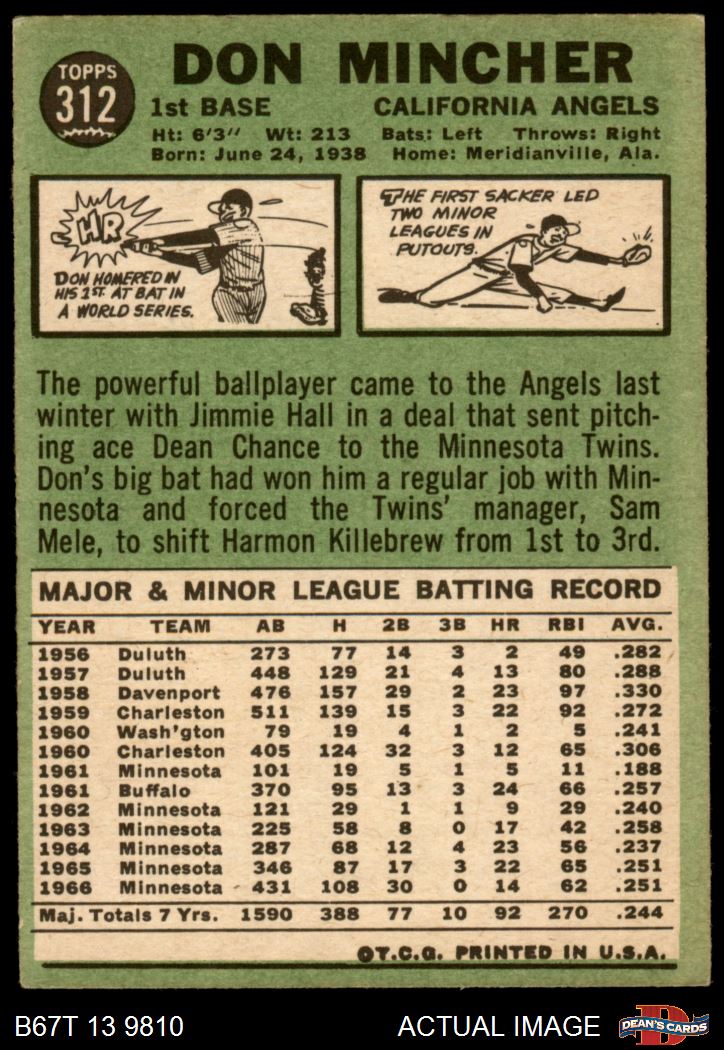 TOPPS
312
DON MINCHER
1st BASE CALIFORNIA ANGELS
Ht: 6'3" Wt: 213 Bats: Left Throws: Right
Born: June 24, 1938 Home: Meridianville, Ala.
HR
DON HOMERED IN
HIS 1ST. AT BAT IN
A WORLD SERIES.
THE FIRST SACKER LED
TWO MINOR
LEAGUES IN
PUTOUTS.
The powerful ballplayer came to the Angels last
winter with Jimmie Hall in a deal that sent pitch-
ing ace Dean Chance to the Minnesota Twins.
Don's big bat had won him a regular job with Min-
nesota and forced the Twins' manager, Sam
Mele, to shift Harmon Killebrew from 1st to 3rd.
MAJOR & MINOR LEAGUE BATTING RECORD
YEAR TEAM AB H 2B 3B HR RBI AVG.
1956 Duluth 273 77 14 3 2 49 .282
1957 Duluth 448 129 21 4 13 80 .288
1958 Davenport 476 157 29 2 23 97 .330
1959 Charleston 511 139 15 3 22 92 .272
1960 Wash'gton 79 19 4 1 2 5 .241
1960 Charleston 405 124 32 3 12 65 .306
1961 Minnesota 101 19 5 1 5 11 .188
1961 Buffalo 370 95 13 3 24 66 .257
1962 Minnesota 121 29 1 1 9 29 .240
1963 Minnesota 225 58 8 0 17 42 .258
1964 Minnesota 287 68 12 4 23 56 .237
1965 Minnesota 346 87 17 3 22 65 .251
1966 Minnesota 431 108 30 0 14 62 .251
Maj. Totals 7 Yrs. 1590 388 77 10 92 270 .244
©T.C.G. PRINTED IN U.S.A.
B67T 13 9810 ACTUAL IMAGE
D
DEAN'S CARDS